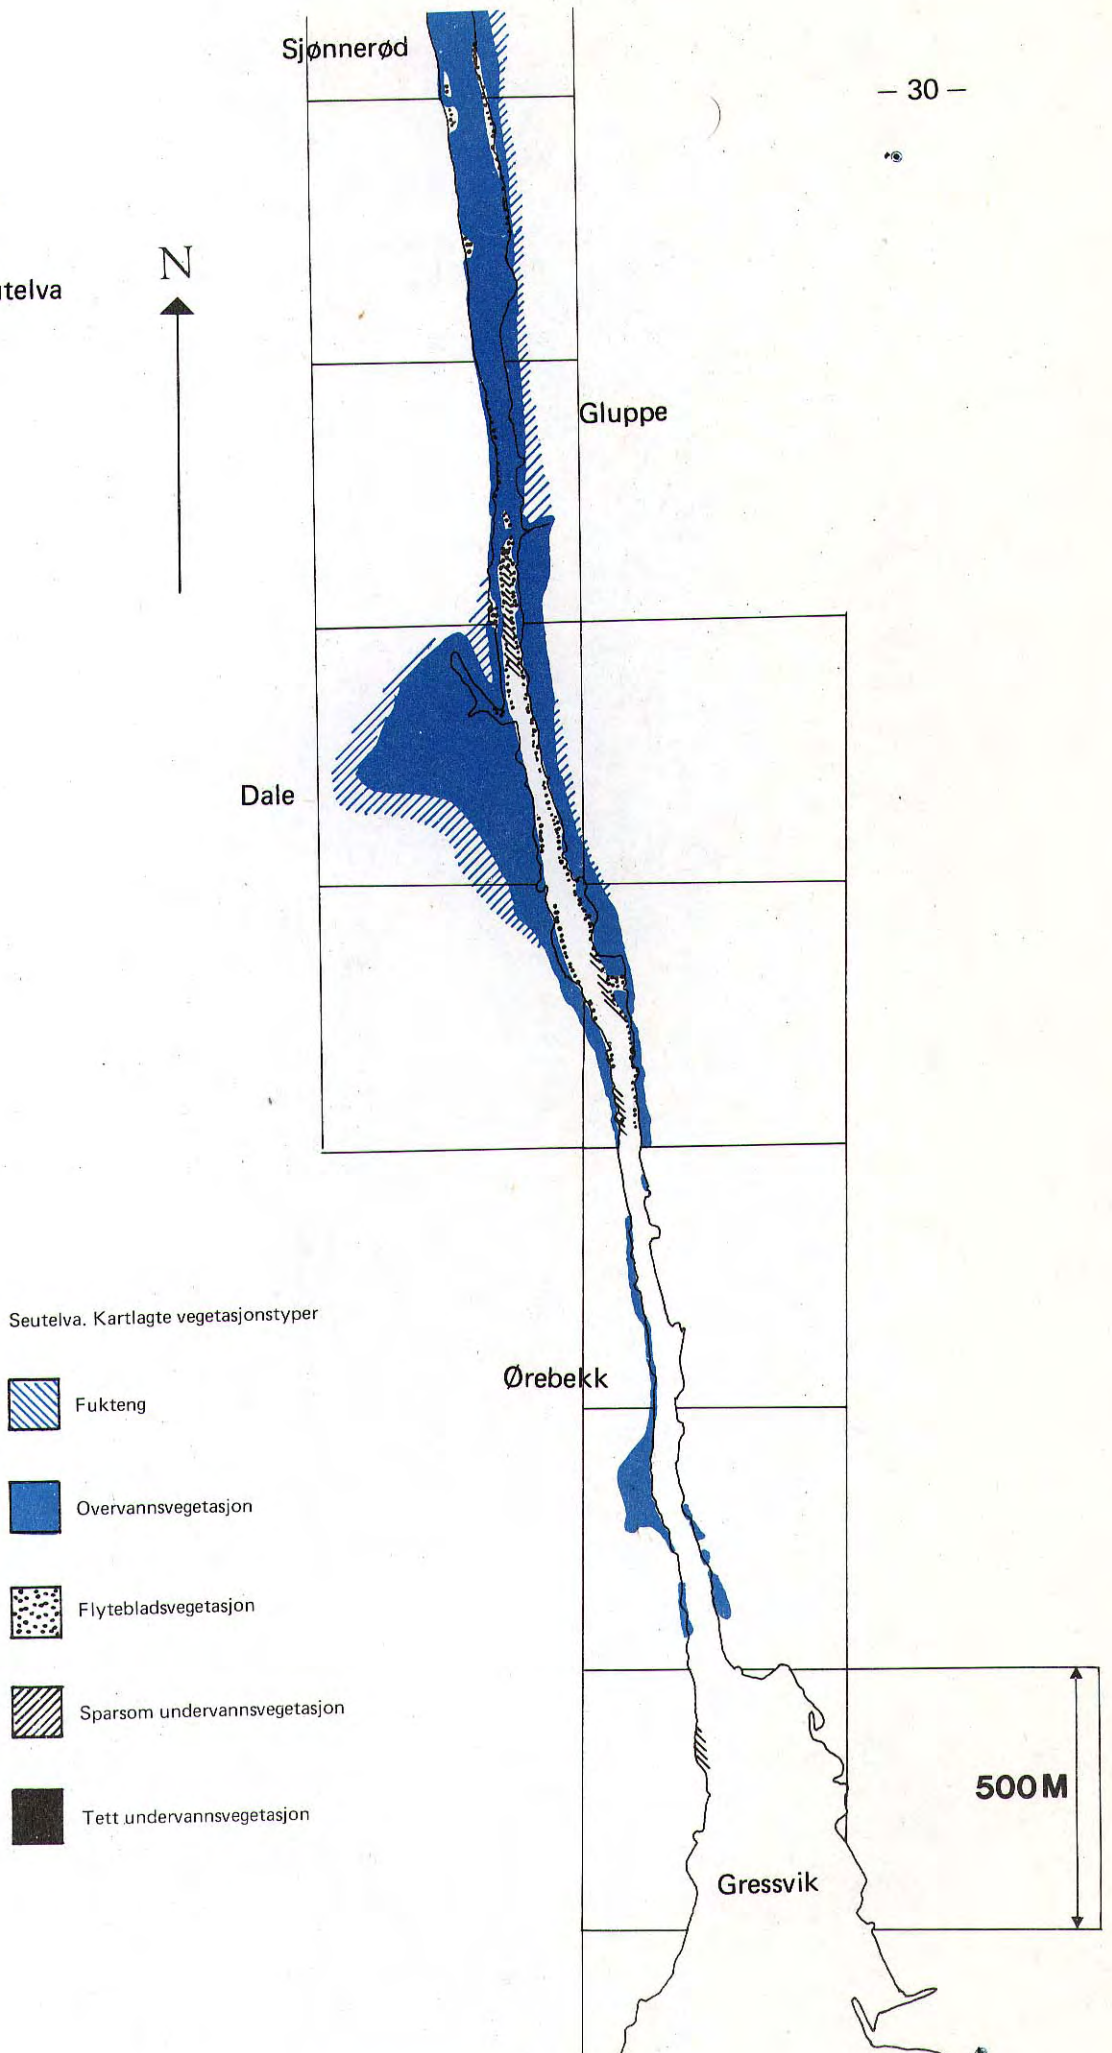 Sjønnerød
— 30 —
N
telva
Gluppe
Dale
Seutelva. Kartlagte vegetasjonstyper
Ørebekk
Fukteng
Overvannsvegetasjon
Flytebladsvegetasjon
Sparsom undervannsvegetasjon
500 M
Tett undervannsvegetasjon
Gressvik